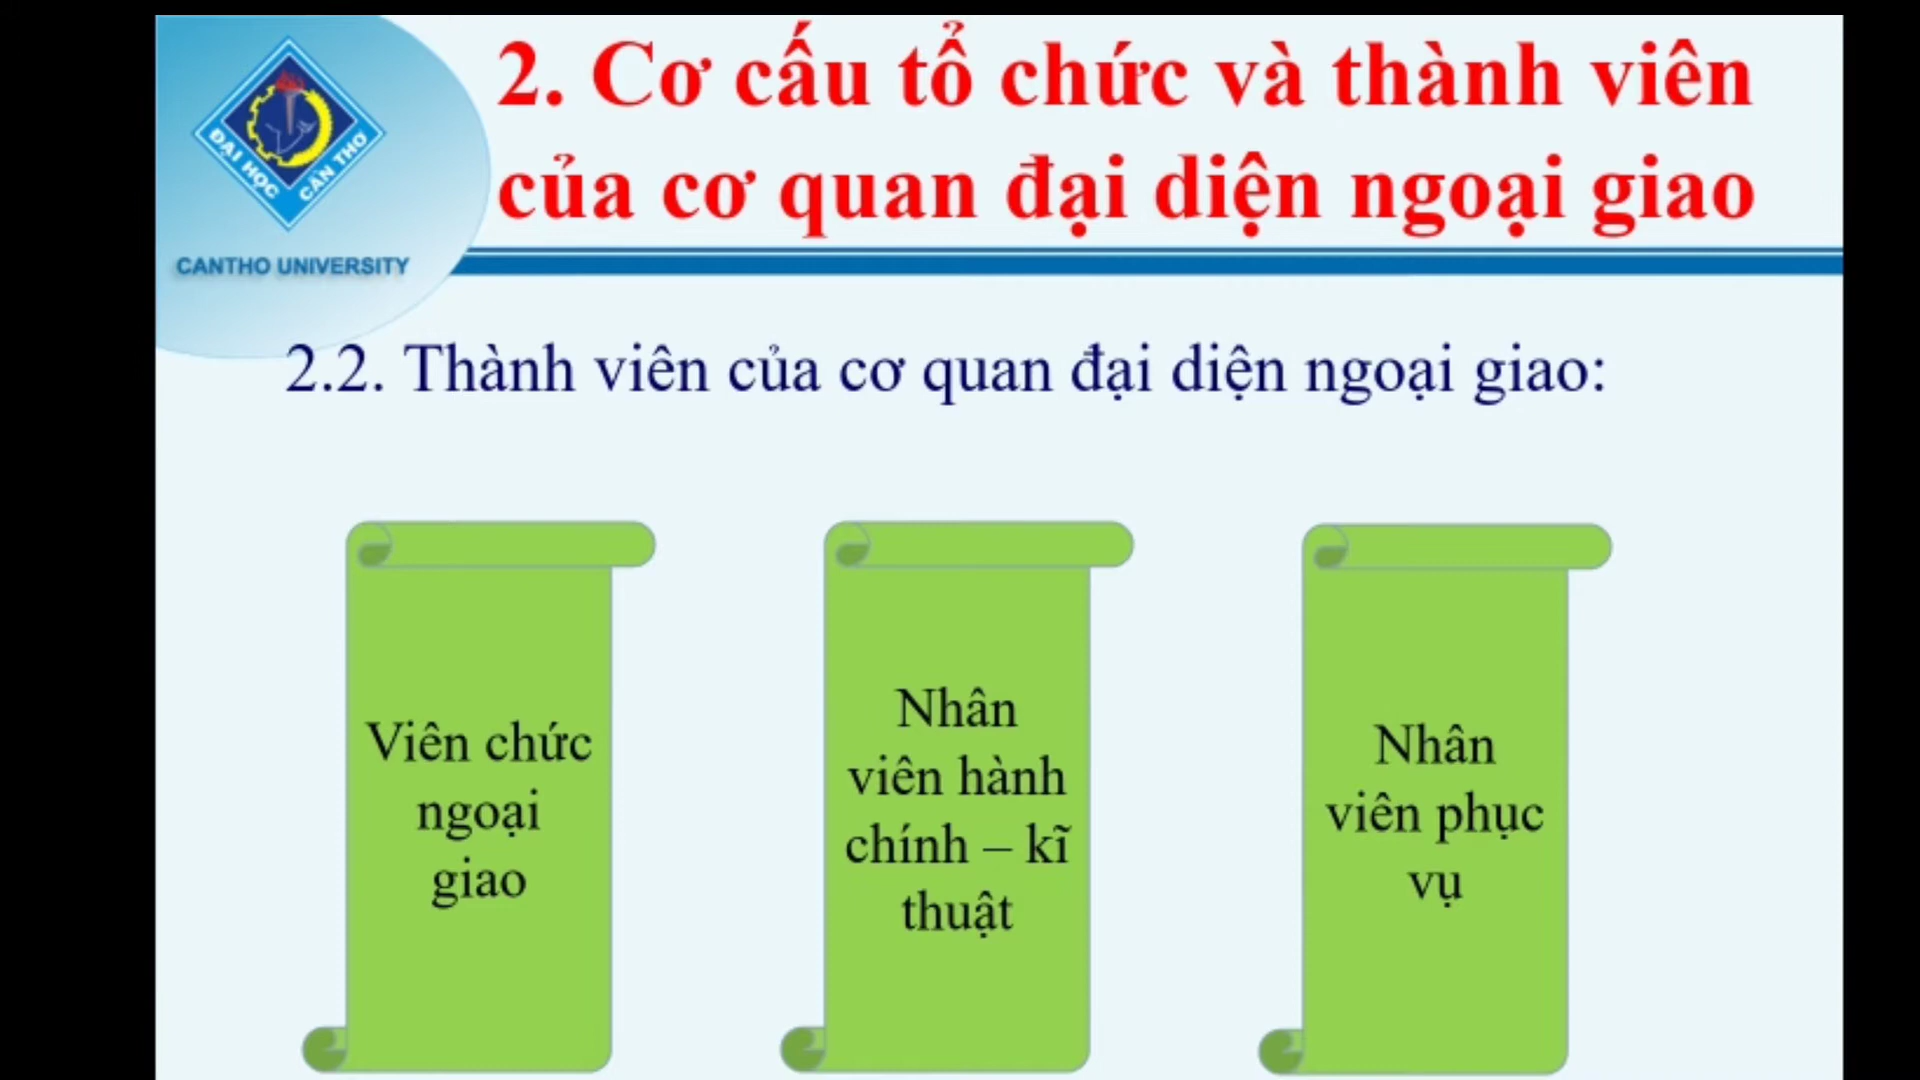 2. Cơ cấu tổ chức và thành viên
của cơ quan đại diện ngoại giao
ĐẠI HỌC CẦN THƠ
CANTHO UNIVERSITY
2.2. Thành viên của cơ quan đại diện ngoại giao:
Viên chức
ngoại
giao
Nhân
viên hành
chính – kĩ
thuật
Nhân
viên phục
vụ